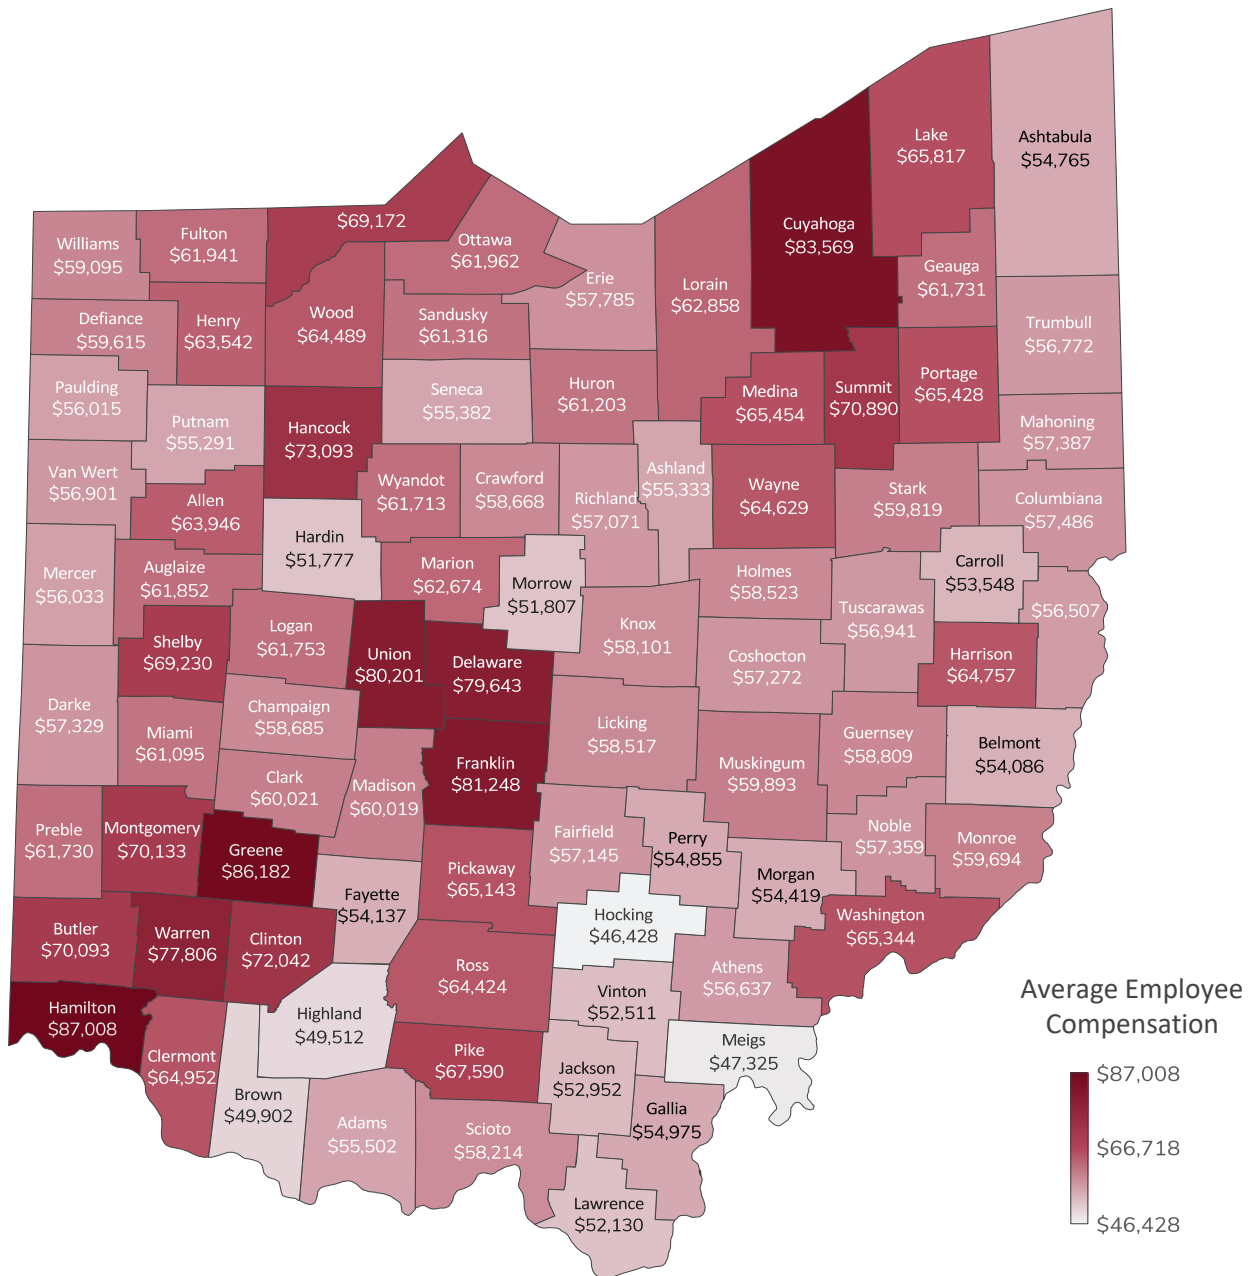 Lake
$65,817
Ashtabula
$54,765
Cuyahoga
$83,569
$69,172
Williams
$59,095
Fulton
$61,941
Ottawa
$61,962
Erie
$57,785
Lorain
$62,858
Geauga
$61,731
Defiance
$59,615
Henry
$63,542
Wood
$64,489
Sandusky
$61,316
Trumbull
$56,772
Paulding
$56,015
Putnam
$55,291
Hancock
$73,093
Seneca
$55,382
Huron
$61,203
Medina
$65,454
Summit
$70,890
Portage
$65,428
Mahoning
$57,387
Van Wert
$56,901
Allen
$63,946
Wyandot
$61,713
Crawford
$58,668
Richland
$57,071
Ashland
$55,333
Wayne
$64,629
Stark
$59,819
Columbiana
$57,486
Mercer
$56,033
Auglaize
$61,852
Hardin
$51,777
Marion
$62,674
Morrow
$51,807
Holmes
$58,523
Carroll
$53,548
Tuscarawas
$56,941
$56,507
Shelby
$69,230
Logan
$61,753
Union
$80,201
Delaware
$79,643
Knox
$58,101
Coshocton
$57,272
Harrison
$64,757
Darke
$57,329
Miami
$61,095
Champaign
$58,685
Licking
$58,517
Guernsey
$58,809
Belmont
$54,086
Clark
$60,021
Madison
$60,019
Franklin
$81,248
Muskingum
$59,893
Preble
$61,730
Montgomery
$70,133
Greene
$86,182
Fairfield
$57,145
Perry
$54,855
Noble
$57,359
Monroe
$59,694
Fayette
$54,137
Pickaway
$65,143
Morgan
$54,419
Butler
$70,093
Warren
$77,806
Clinton
$72,042
Hocking
$46,428
Washington
$65,344
Ross
$64,424
Athens
$56,637
Hamilton
$87,008
Highland
$49,512
Vinton
$52,511
Clermont
$64,952
Pike
$67,590
Meigs
$47,325
Jackson
$52,952
Brown
$49,902
Gallia
$54,975
Adams
$55,502
Scioto
$58,214
Lawrence
$52,130
Average Employee
Compensation
$87,008
$66,718
$46,428